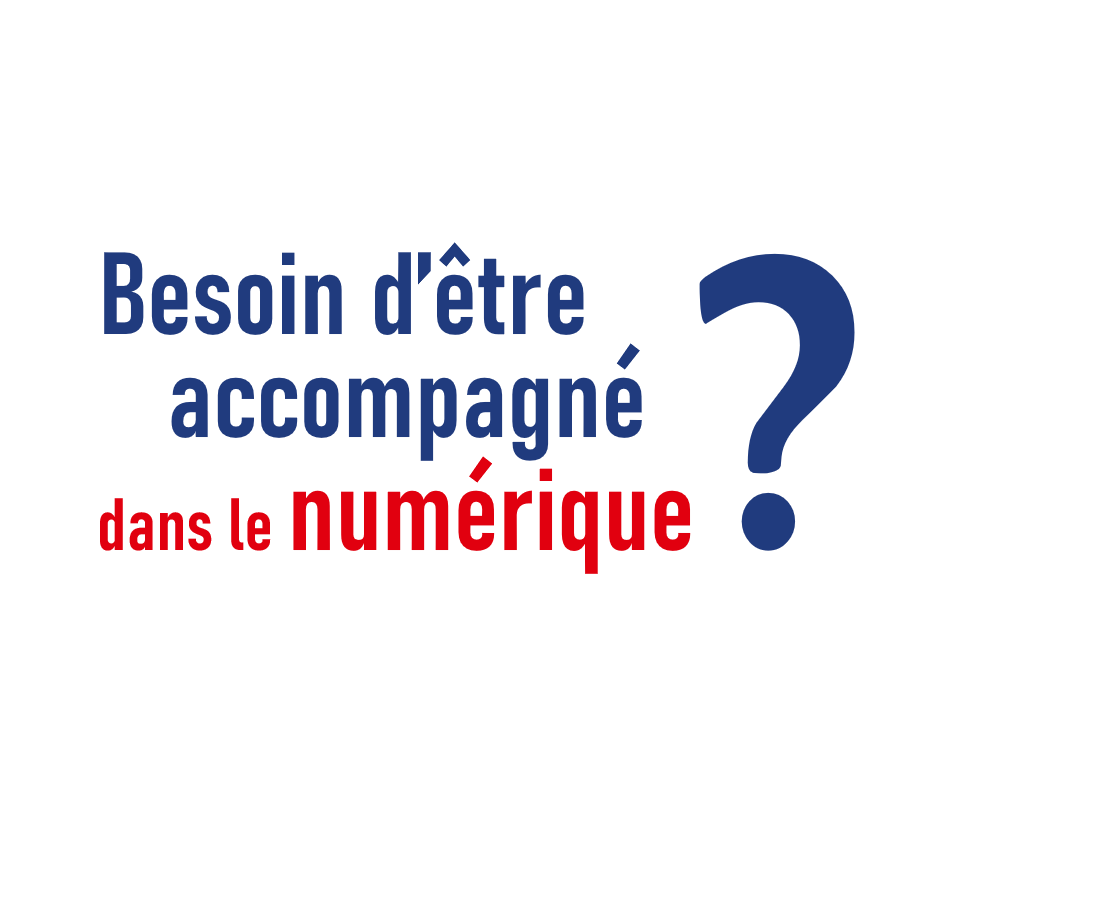 Besoin d’être
accompagné
dans le numérique ?